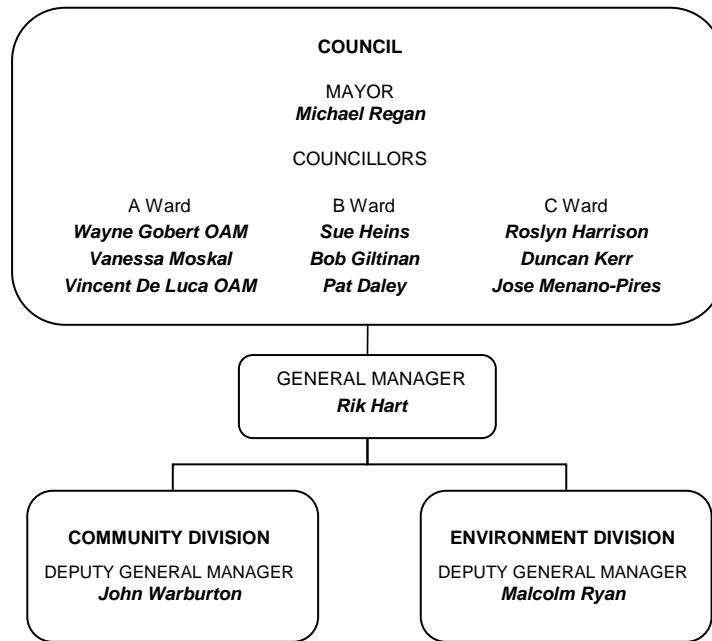 COUNCIL
MAYOR
Michael Regan
COUNCILLORS
A Ward
Wayne Gobert OAM
Vanessa Moskal
Vincent De Luca OAM
B Ward
Sue Heins
Bob Giltinan
Pat Daley
C Ward
Roslyn Harrison
Duncan Kerr
Jose Menano-Pires
GENERAL MANAGER
Rik Hart
COMMUNITY DIVISION
DEPUTY GENERAL MANAGER
John Warburton
ENVIRONMENT DIVISION
DEPUTY GENERAL MANAGER
Malcolm Ryan